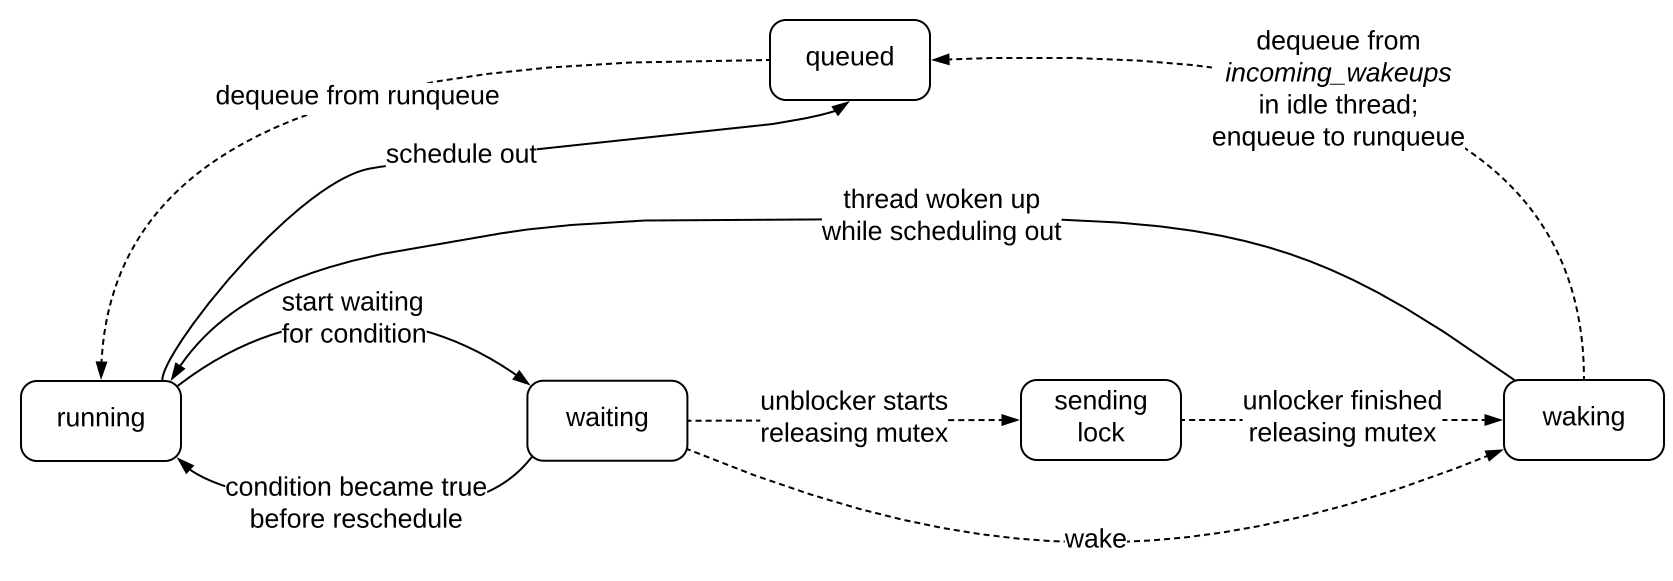 queued
dequeue from
incoming_wakeups
in idle thread;
enqueue to runqueue
dequeue from runqueue
schedule out
thread woken up
while scheduling out
start waiting
for condition
running
waiting
unblocker starts
releasing mutex
sending
lock
unlocker finished
releasing mutex
waking
condition became true
before reschedule
wake